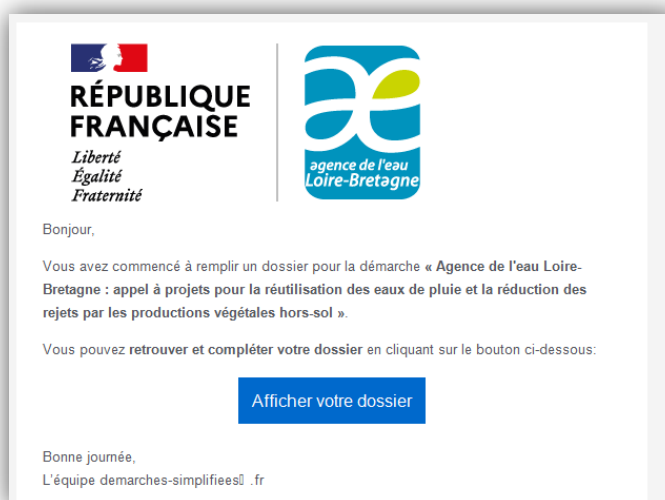 RÉPUBLIQUE
FRANÇAISE
Liberté
Égalité
Fraternité
æ
agence de l'eau
Loire-Bretagne
Bonjour,
Vous avez commencé à remplir un dossier pour la démarche « Agence de l'eau Loire-
Bretagne : appel à projets pour la réutilisation des eaux de pluie et la réduction des
rejets par les productions végétales hors-sol ».
Vous pouvez retrouver et compléter votre dossier en cliquant sur le bouton ci-dessous:
Afficher votre dossier
Bonne journée,
L'équipe demarches-simplifiees▯ .fr